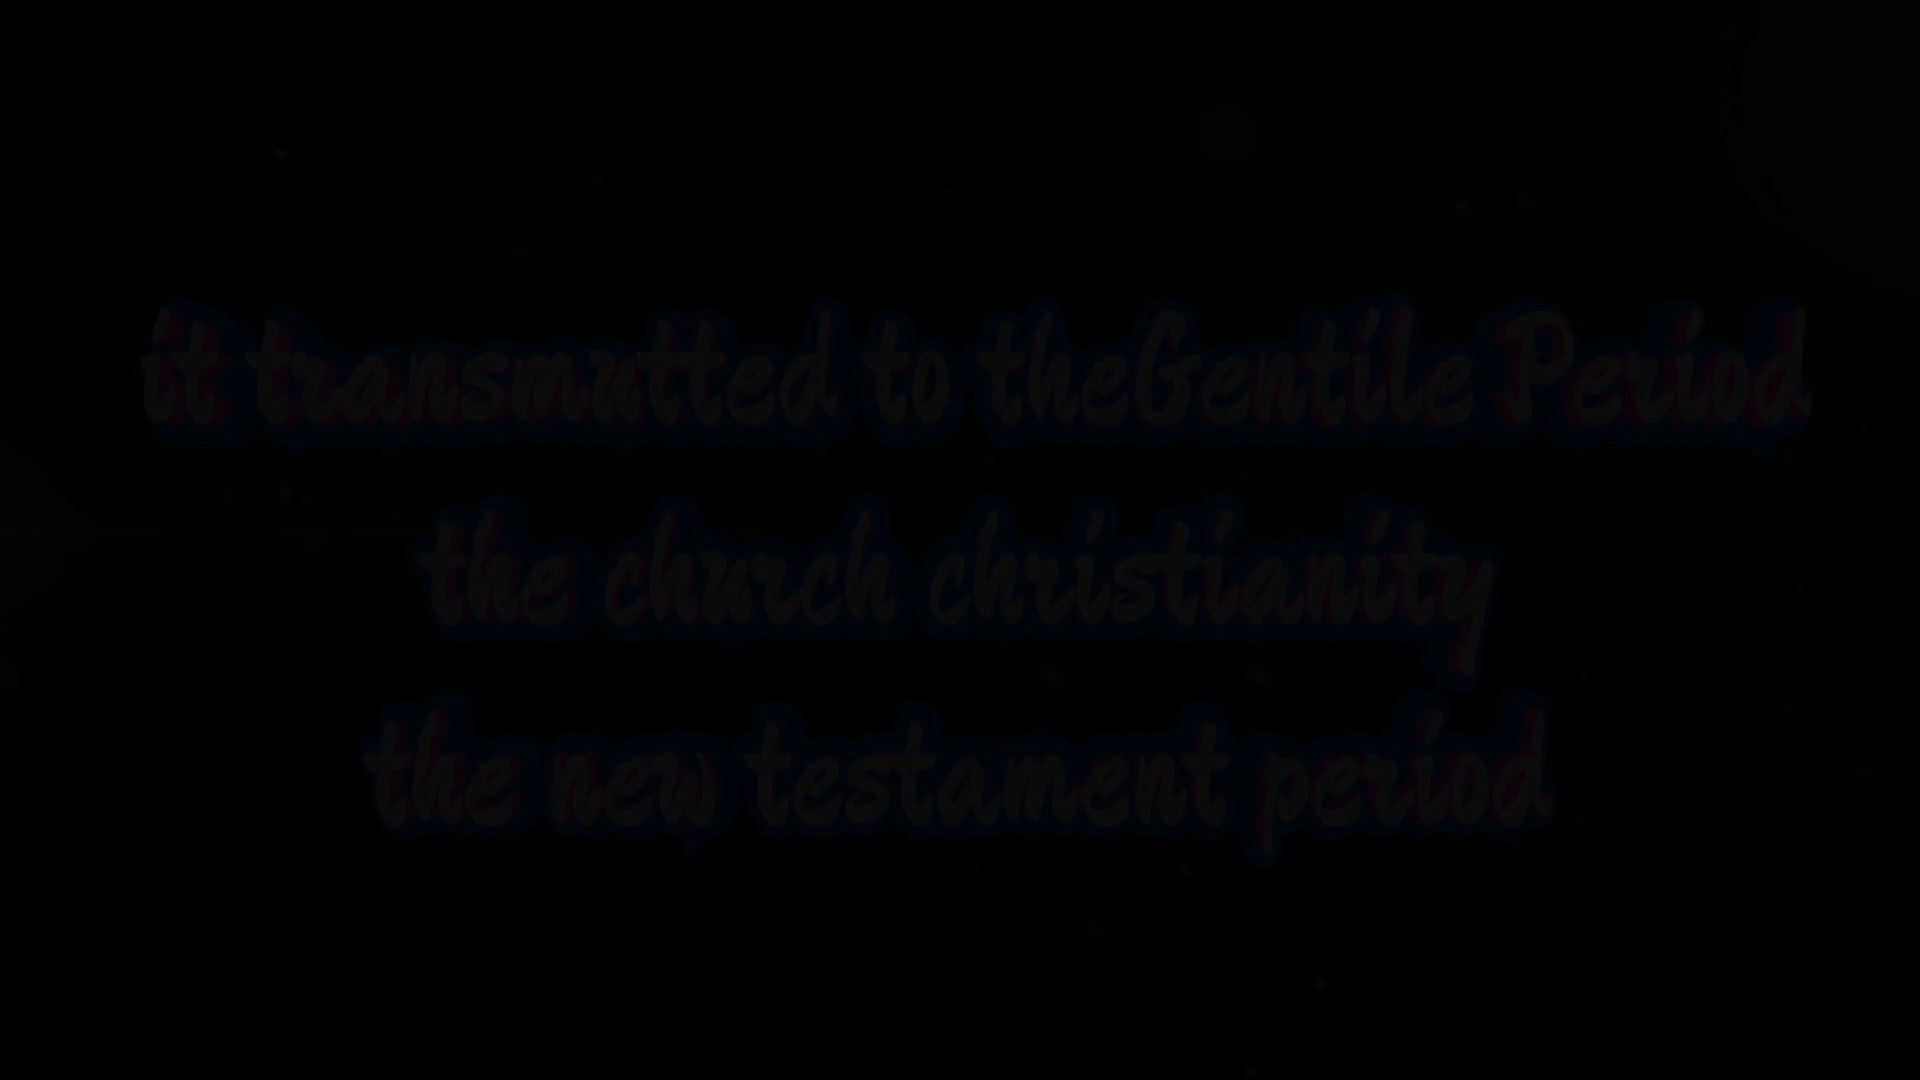 it transmutted to theGentile Period
the church christianity
the new testament period